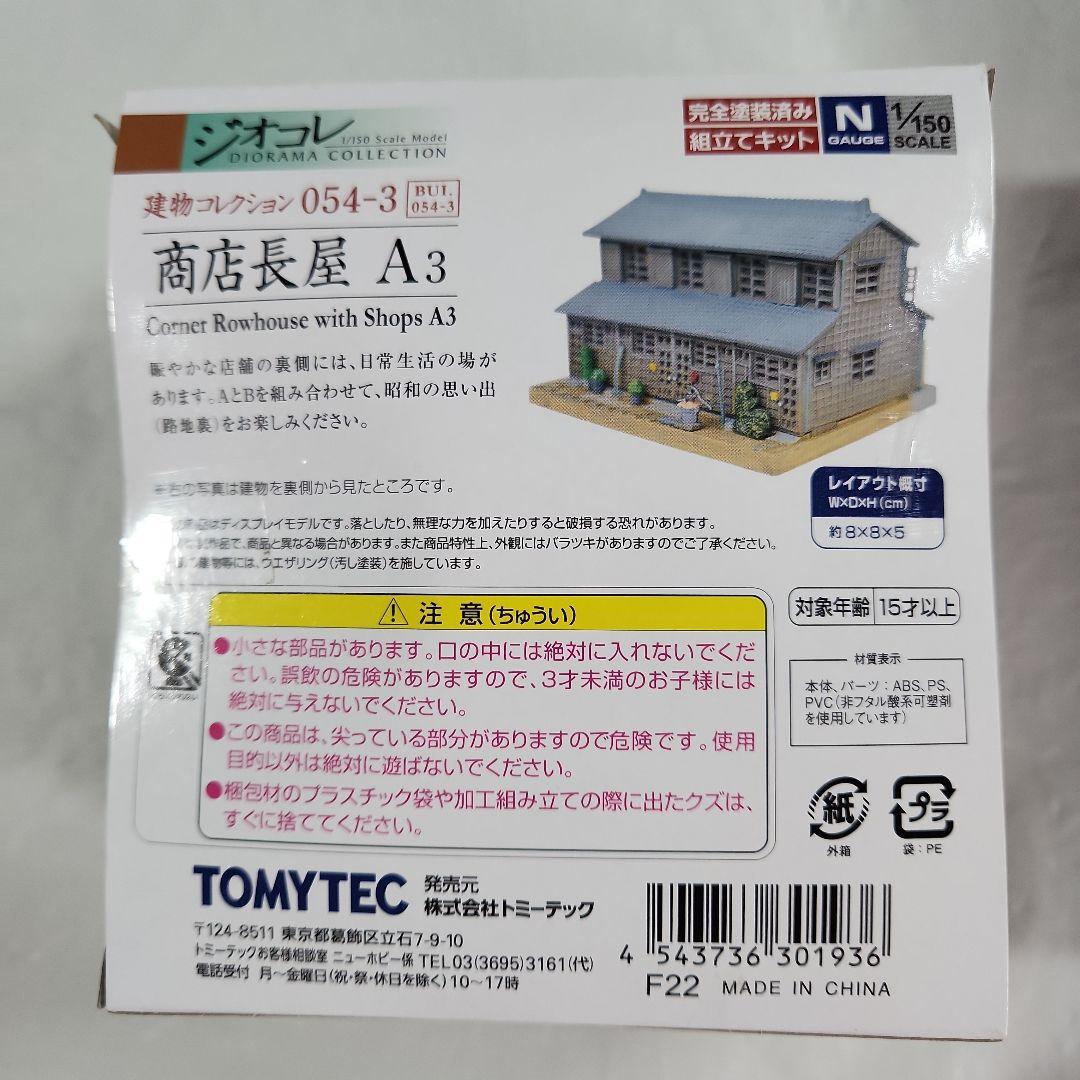 ジオコレ
1/150 Scale Model
DIORAMA COLLECTION
完全塗装済み
組立てキット
N
GAUGE
1/150
SCALE
建物コレクション 054-3
BUI.
054-3
商店長屋 A3
Corner Rowhouse with Shops A3
賑やかな店舗の裏側には、日常生活の場が
あります。AとBを組み合わせて、昭和の思い出
(路地裏)をお楽しみください。
右の写真は建物を裏側から見たところです。
レイアウト概寸
W×D×H(cm)
約8×8×5
はディスプレイモデルです。落としたり、無理な力を加えたりすると破損する恐れがあります。
作品で、商品と異なる場合があります。また商品特性上、外観にはバラツキがありますのでご了承ください。
建物等には、ウエザリング(汚し塗装)を施しています。
⚠ 注 意(ちゅうい)
●小さな部品があります。口の中には絶対に入れないでくだ
さい。誤飲の危険がありますので、3才未満のお子様には
絶対に与えないでください。
●この商品は、尖っている部分がありますので危険です。使用
目的以外は絶対に遊ばないでください。
●梱包材のプラスチック袋や加工組み立ての際に出たクズは、
すぐに捨ててください。
対象年齢 15才以上
材質表示
本体、パーツ:ABS、PS、
PVC(非フタル酸系可塑剤
を使用しています)
紙
外箱
プラ
袋:PE
TOMYTEC
発売元
株式会社トミーテック
〒124-8511 東京都葛飾区立石7-9-10
トミーテックお客様相談室 ニューホビー係 TEL03(3695)3161(代)
電話受付 月〜金曜日(祝・祭・休日を除く)10〜17時
4 543736 301936
F22 MADE IN CHINA